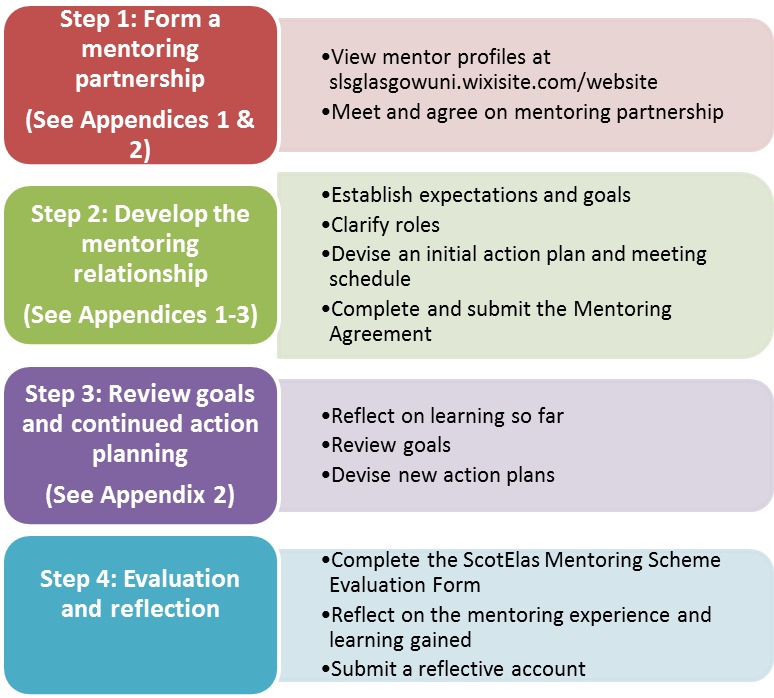 Step 1: Form a
mentoring
partnership
(See Appendices 1 &
2)
•View mentor profiles at
slsglasgowuni.wixisite.com/website
•Meet and agree on mentoring partnership
Step 2: Develop the
mentoring
relationship
(See Appendices 1-3)
•Establish expectations and goals
•Clarify roles
•Devise an initial action plan and meeting
schedule
•Complete and submit the Mentoring
Agreement
Step 3: Review goals
and continued action
planning
(See Appendix 2)
•Reflect on learning so far
•Review goals
•Devise new action plans
Step 4: Evaluation
and reflection
•Complete the ScotElas Mentoring Scheme
Evaluation Form
•Reflect on the mentoring experience and
learning gained
•Submit a reflective account